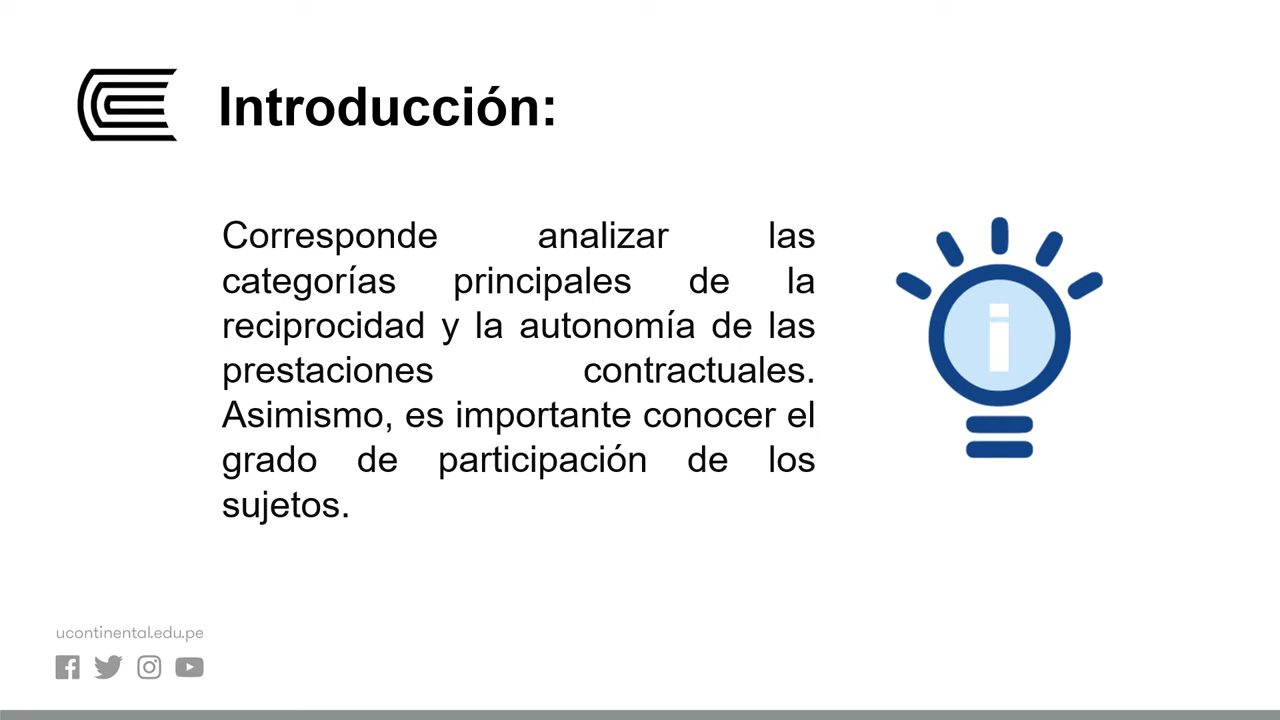 Introducción:
Corresponde analizar las
categorías principales de la
reciprocidad y la autonomía de las
prestaciones contractuales.
Asimismo, es importante conocer el
grado de participación de los
sujetos.
i
ucontinental.edu.pe